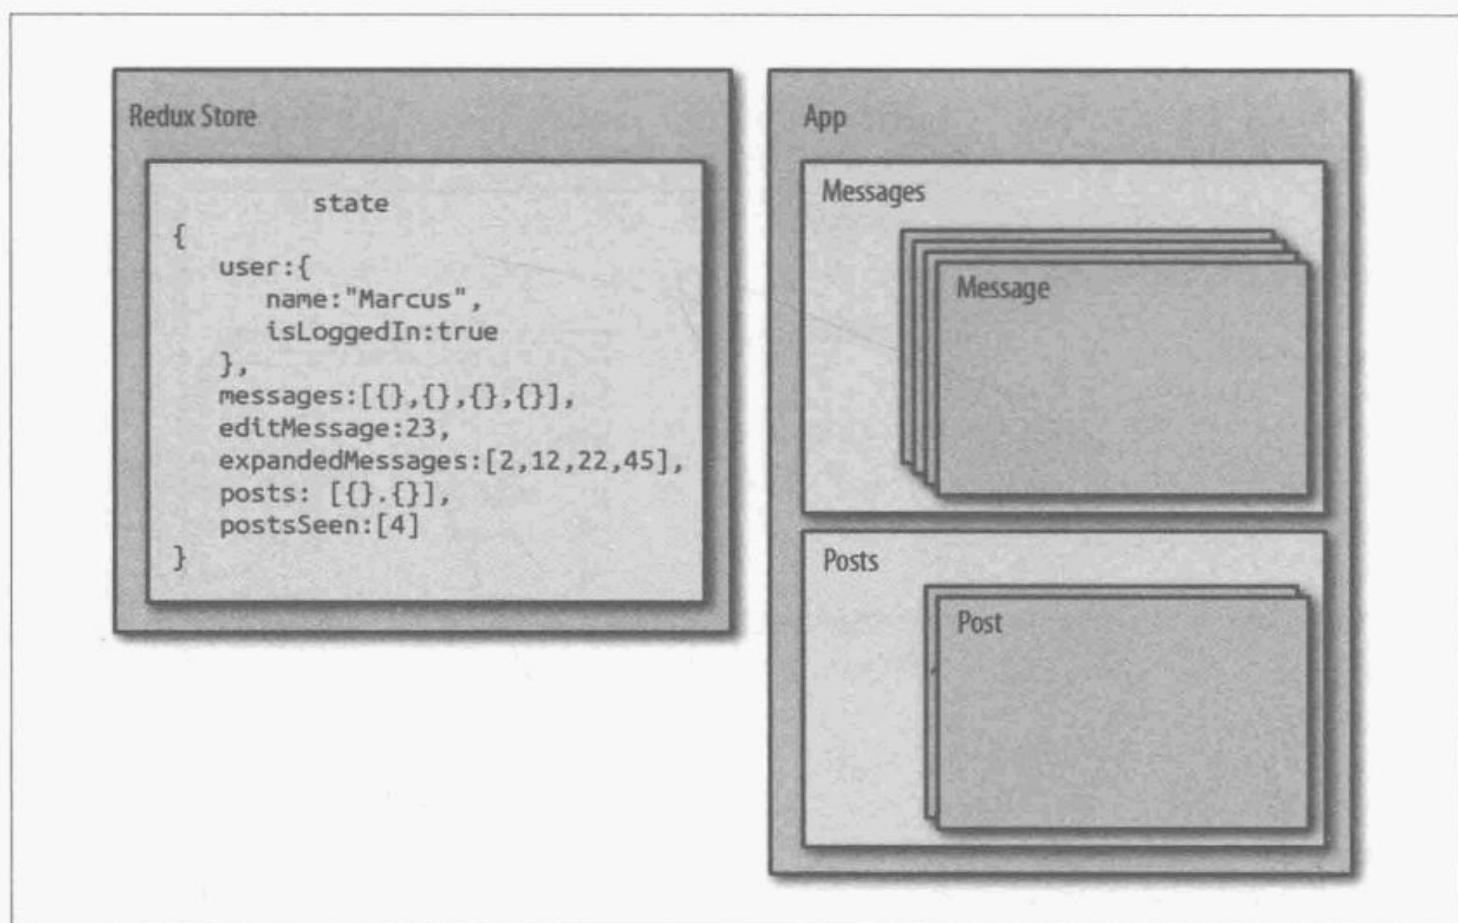 Redux Store
state
{
user:{
name:"Marcus",
isLoggedIn:true
},
messages:[{},{},{},{}],
editMessage:23,
expandedMessages:[2,12,22,45],
posts: [{}.{}],
postsSeen:[4]
}
App
Messages
Message
Posts
Post